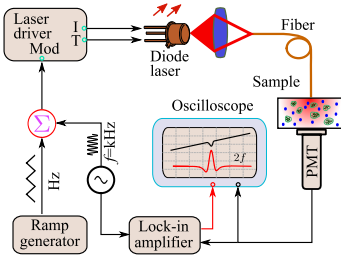 Laser
driver
Mod
I
T
Diode
laser
Fiber
Sample
Oscilloscope
2f
PMT
Σ
f=kHz
Hz
Ramp
generator
Lock-in
amplifier